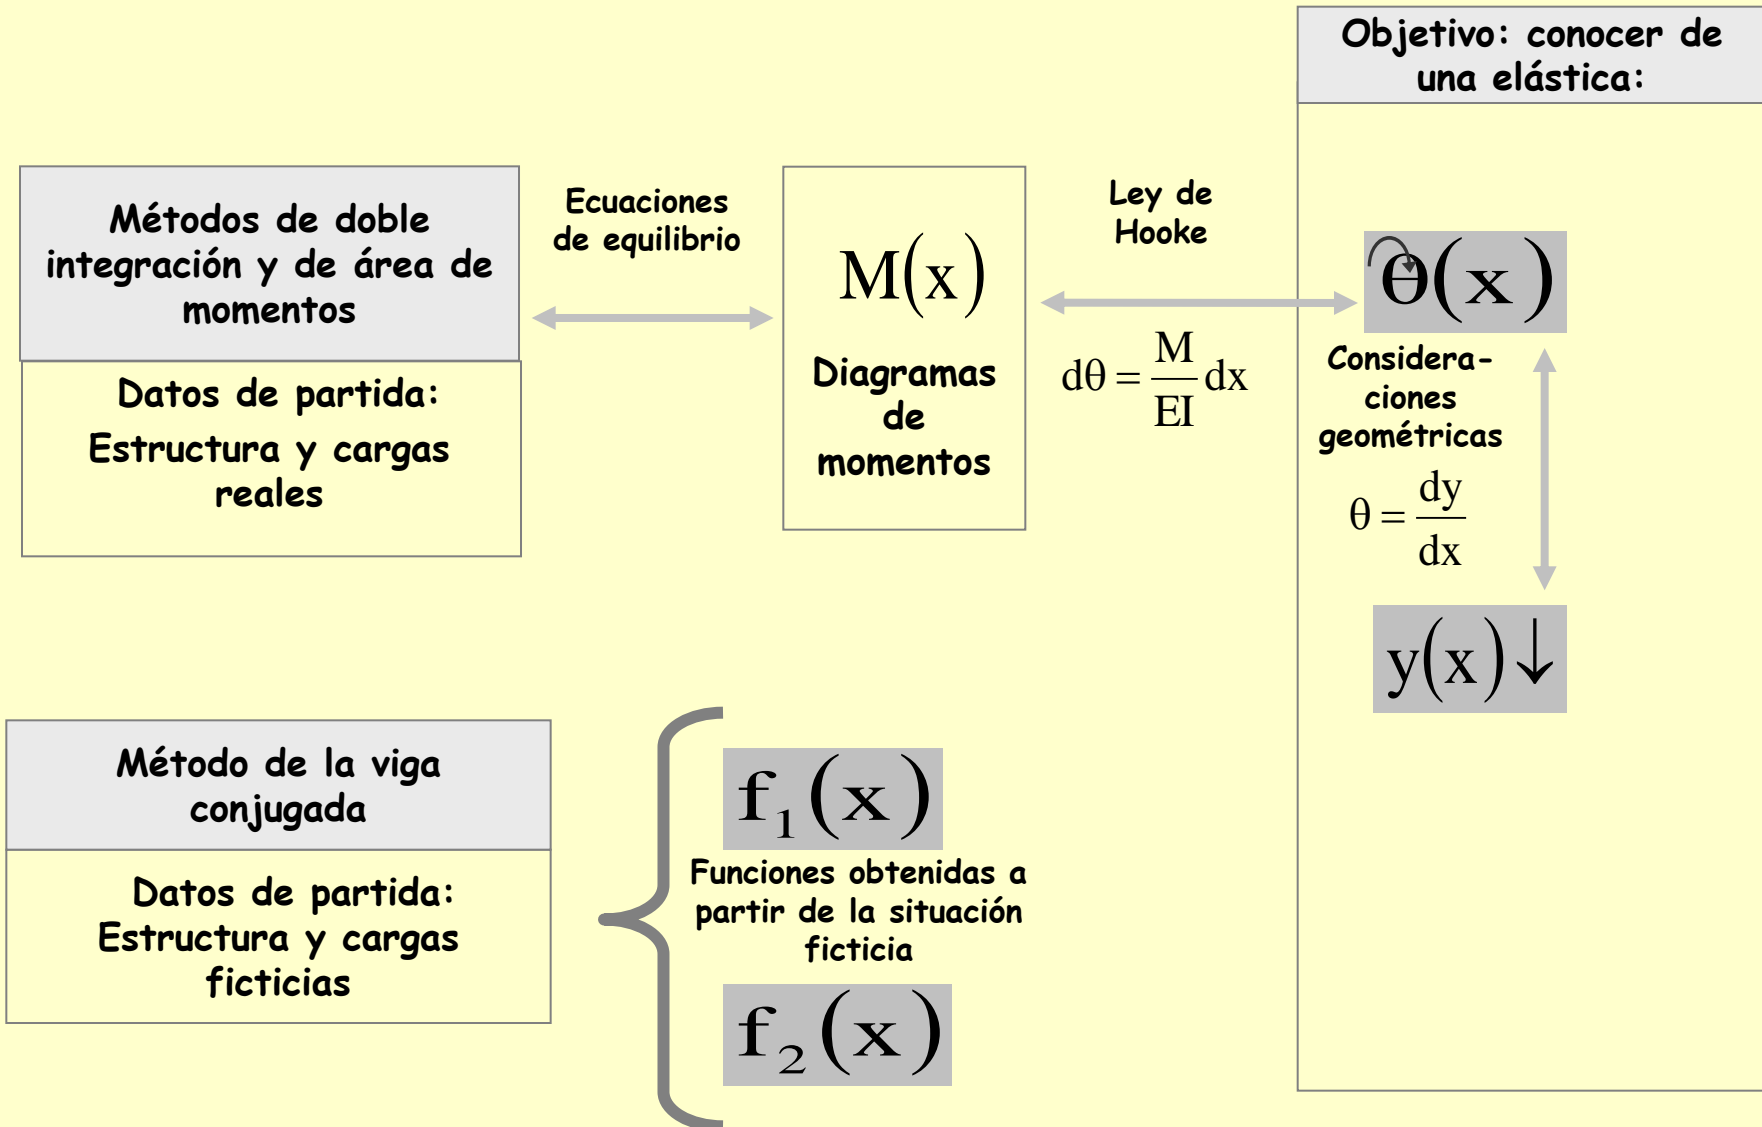 Objetivo: conocer de
una elástica:
Métodos de doble
integración y de área de
momentos
Datos de partida:
Estructura y cargas
reales
Ecuaciones
de equilibrio
M(x)
Diagramas
de
momentos
Ley de
Hooke
dθ = M/EI dx
θ(x)
Considera-
ciones
geométricas
θ = dy/dx
y(x)↓
Método de la viga
conjugada
Datos de partida:
Estructura y cargas
ficticias
f₁(x)
Funciones obtenidas a
partir de la situación
ficticia
f₂(x)